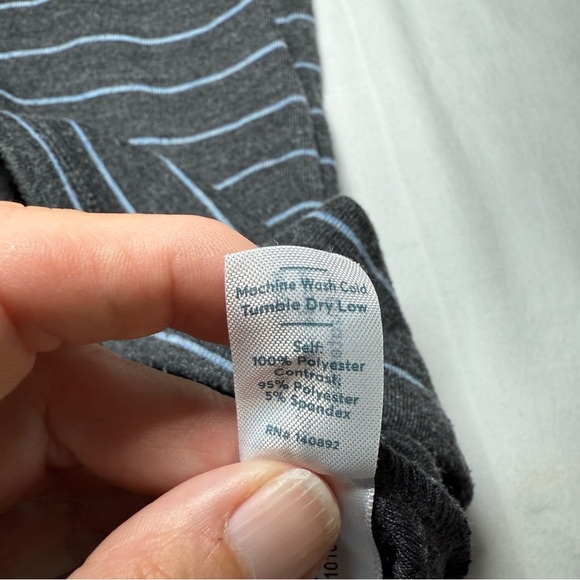 Machine Wash Cold
Tumble Dry Low
Self:
100% Polyester
Contrast:
95% Polyester
5% Spandex
RN# 140892